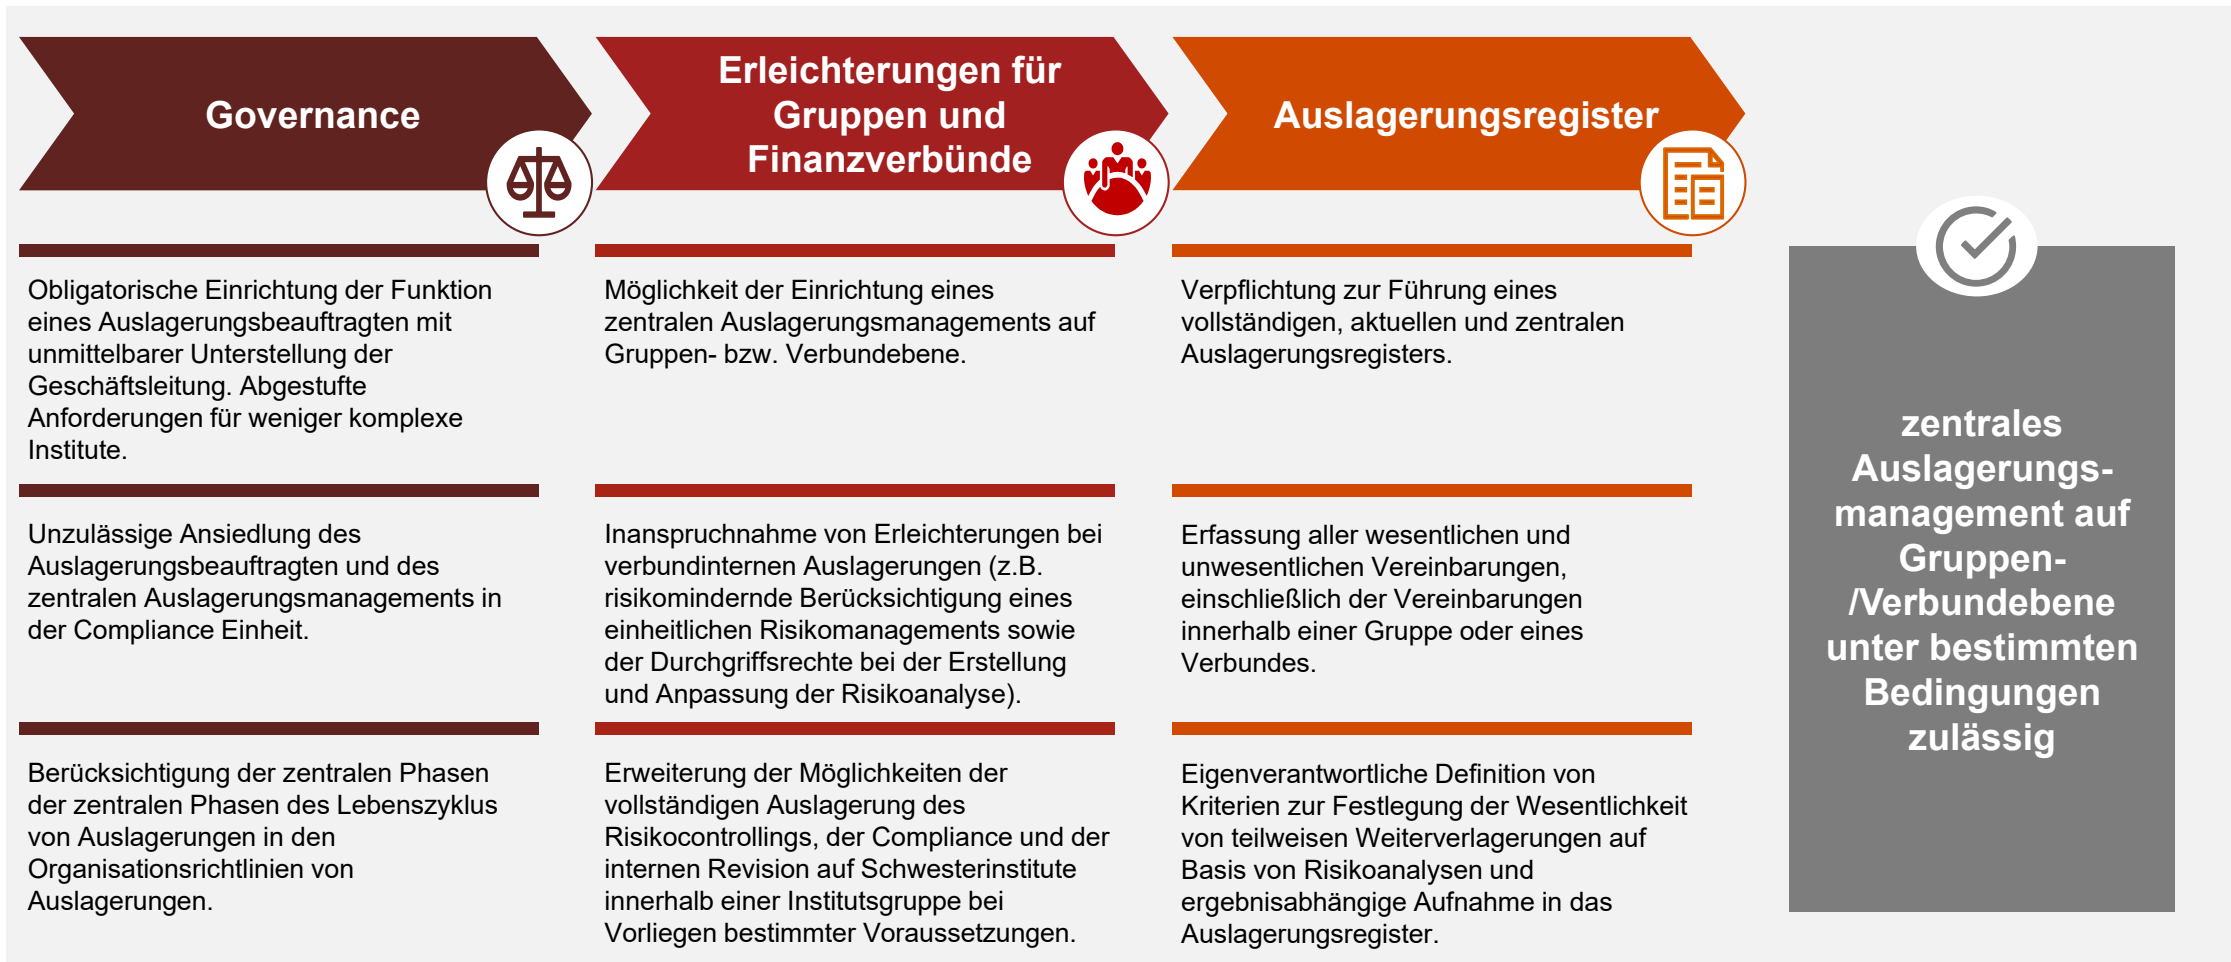 Governance
Erleichterungen für
Gruppen und
Finanzverbünde
Auslagerungsregister
Obligatorische Einrichtung der Funktion
eines Auslagerungsbeauftragten mit
unmittelbarer Unterstellung der
Geschäftsleitung. Abgestufte
Anforderungen für weniger komplexe
Institute.
Unzulässige Ansiedlung des
Auslagerungsbeauftragten und des
zentralen Auslagerungsmanagements in
der Compliance Einheit.
Berücksichtigung der zentralen Phasen
der zentralen Phasen des Lebenszyklus
von Auslagerungen in den
Organisationsrichtlinien von
Auslagerungen.
Möglichkeit der Einrichtung eines
zentralen Auslagerungsmanagements auf
Gruppen- bzw. Verbundebene.
Inanspruchnahme von Erleichterungen bei
verbundinternen Auslagerungen (z.B.
risikomindernde Berücksichtigung eines
einheitlichen Risikomanagements sowie
der Durchgriffsrechte bei der Erstellung
und Anpassung der Risikoanalyse).
Erweiterung der Möglichkeiten der
vollständigen Auslagerung des
Risikocontrollings, der Compliance und der
internen Revision auf Schwesterinstitute
innerhalb einer Institutsgruppe bei
Vorliegen bestimmter Voraussetzungen.
Verpflichtung zur Führung eines
vollständigen, aktuellen und zentralen
Auslagerungsregisters.
Erfassung aller wesentlichen und
unwesentlichen Vereinbarungen,
einschließlich der Vereinbarungen
innerhalb einer Gruppe oder eines
Verbundes.
Eigenverantwortliche Definition von
Kriterien zur Festlegung der Wesentlichkeit
von teilweisen Weiterverlagerungen auf
Basis von Risikoanalysen und
ergebnisabhängige Aufnahme in das
Auslagerungsregister.
zentrales
Auslagerungs-
management auf
Gruppen-
/Verbundebene
unter bestimmten
Bedingungen
zulässig